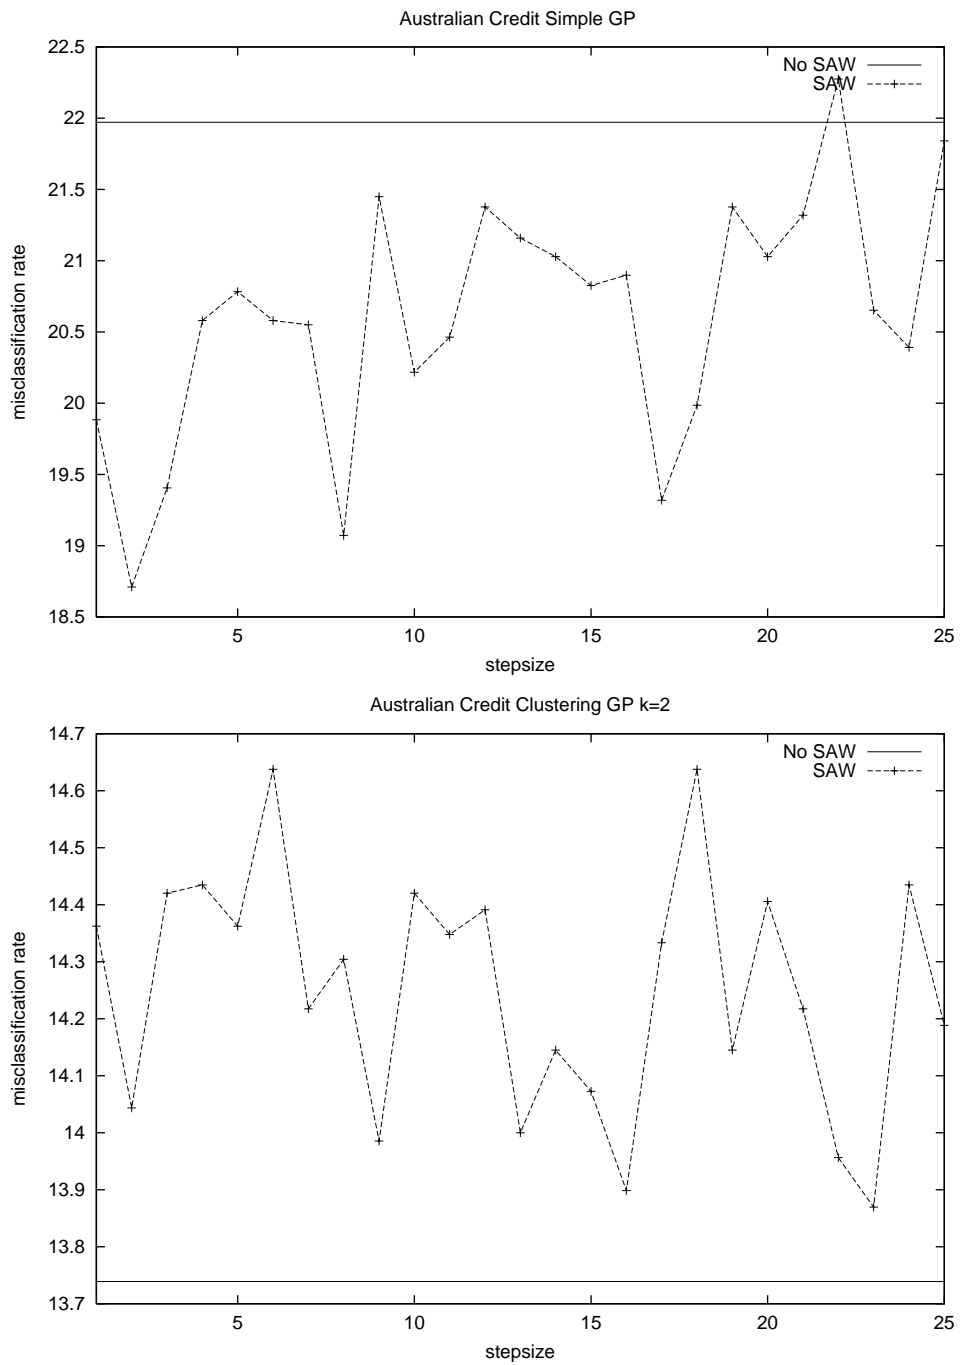 Australian Credit Simple GP
22.5
22
21.5
21
20.5
20
19.5
19
18.5
misclassification rate
No SAW
SAW
5 10 15 20 25
stepsize
Australian Credit Clustering GP k=2
14.7
14.6
14.5
14.4
14.3
14.2
14.1
14
13.9
13.8
13.7
misclassification rate
No SAW
SAW
5 10 15 20 25
stepsize